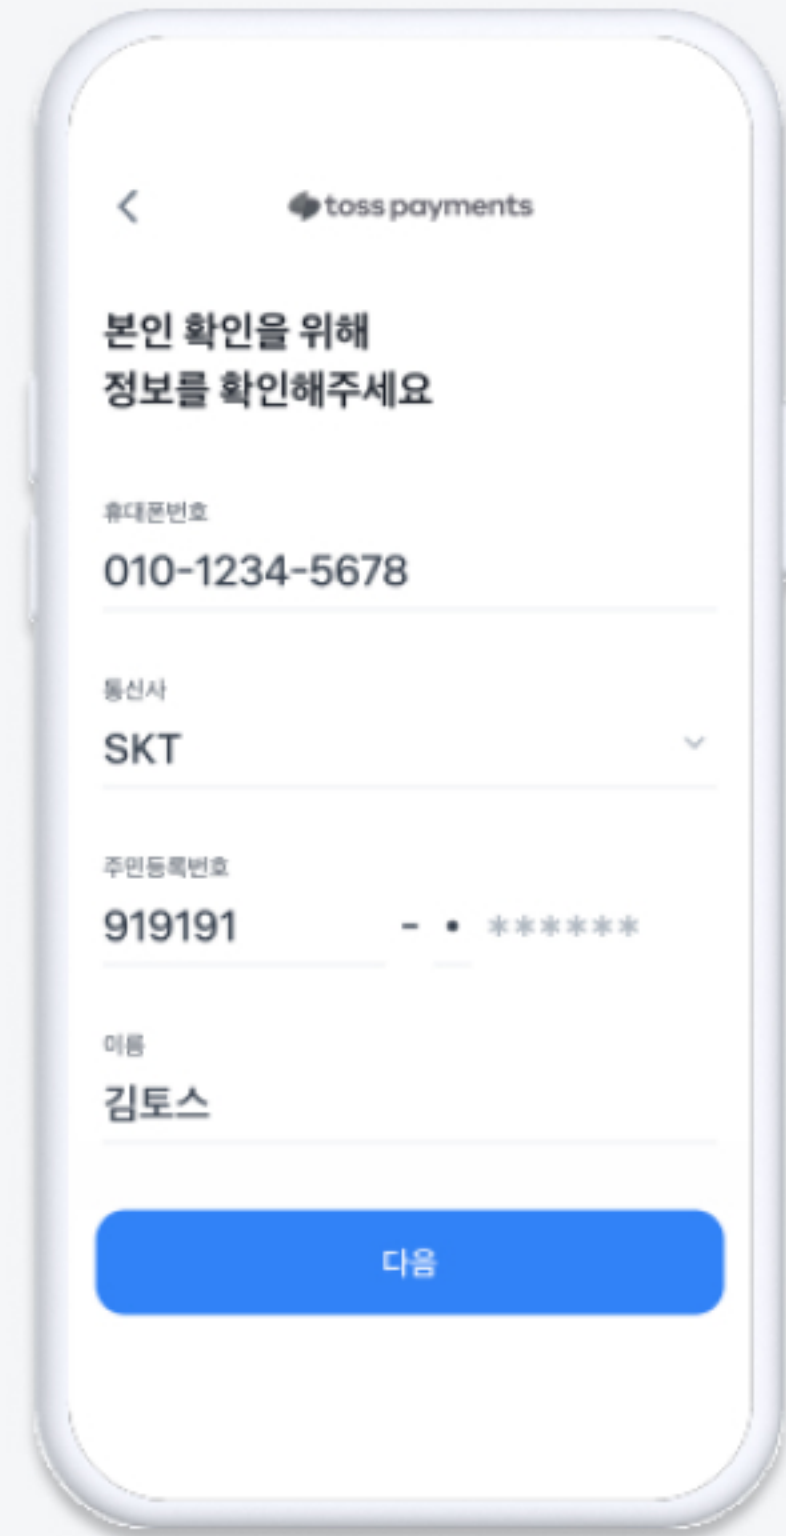 toss payments
본인 확인을 위해
정보를 확인해주세요
휴대폰번호
010-1234-5678
통신사
SKT
주민등록번호
919191 - • ******
이름
김토스
다음